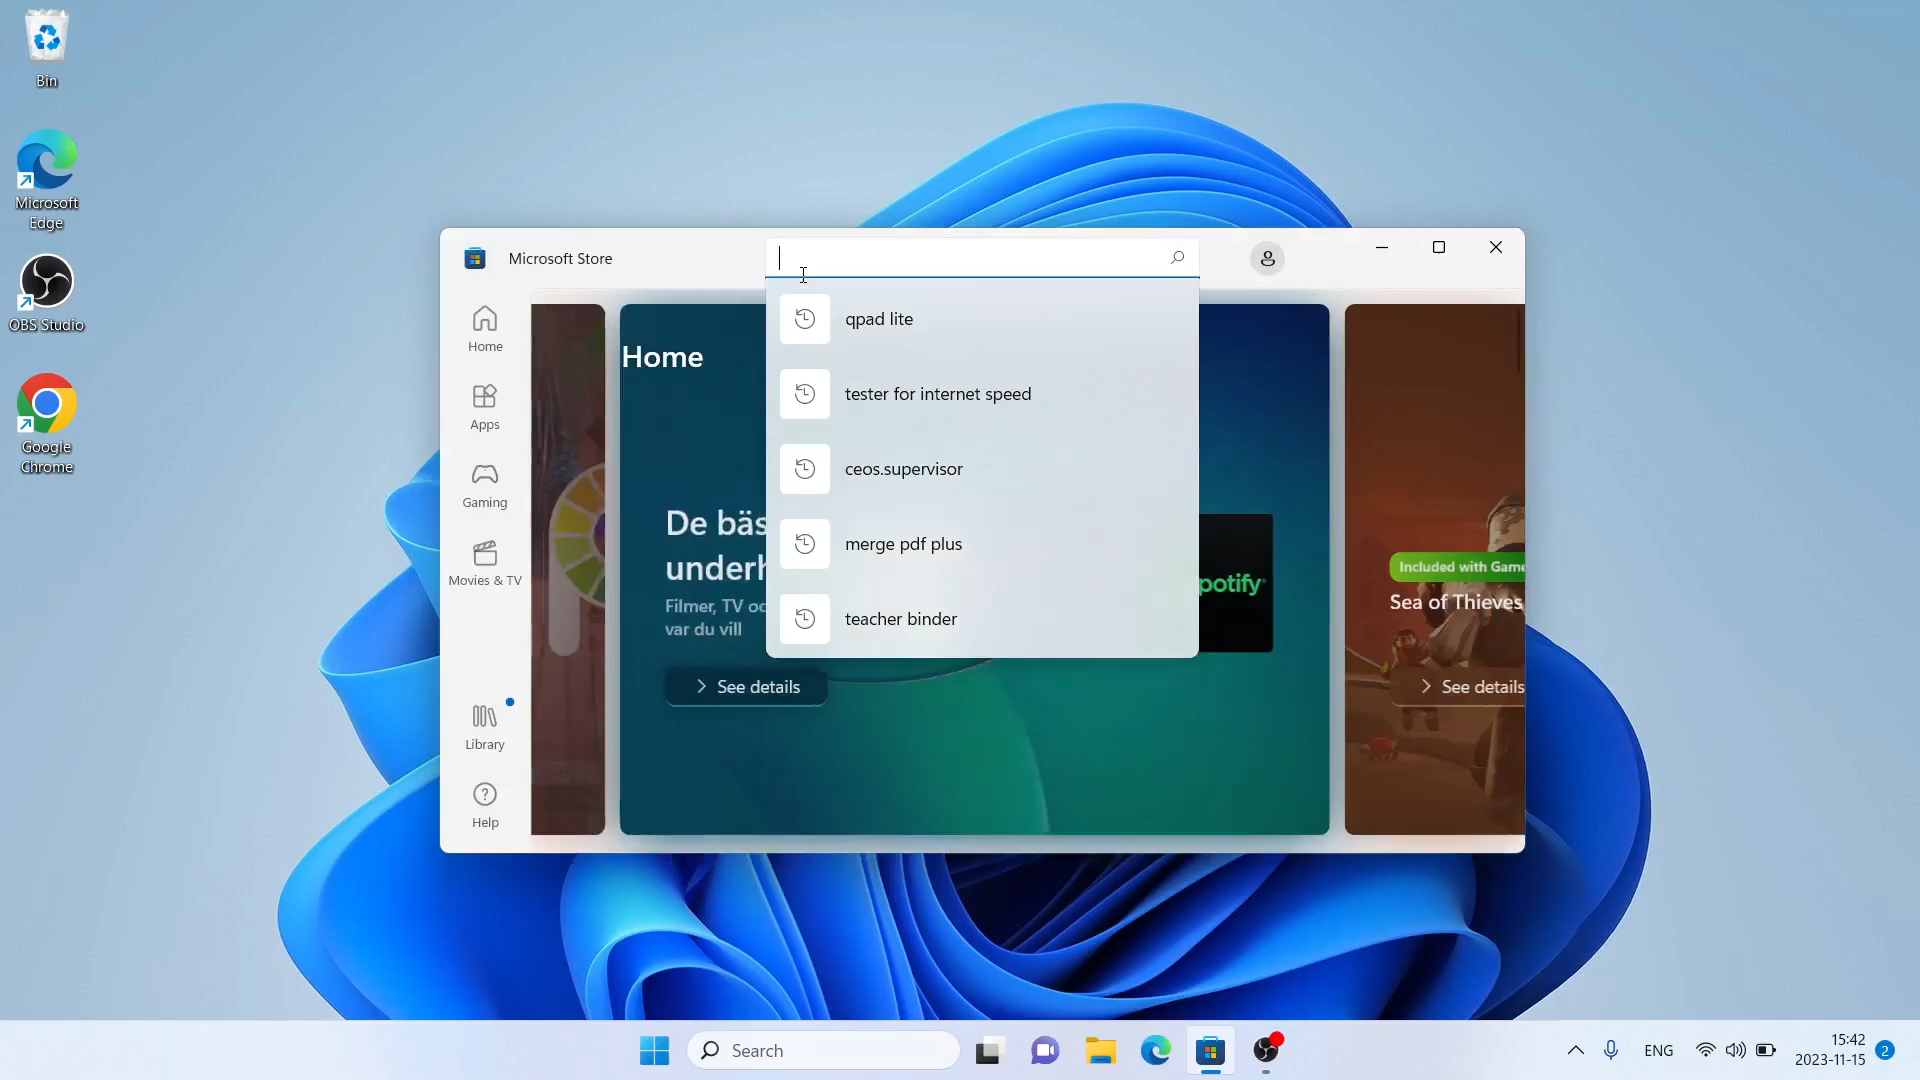 Bin
Microsoft
Edge
OBS Studio
Google
Chrome
Microsoft Store
Home
Apps
Gaming
Movies & TV
Library
Help
qpad lite
tester for internet speed
ceos.supervisor
merge pdf plus
teacher binder
Home
De bäs
underh
Filmer, TV oc
var du vill
See details
potify
Included with Game
Sea of Thieves
See details
Search
ENG
15:42
2023-11-15
2